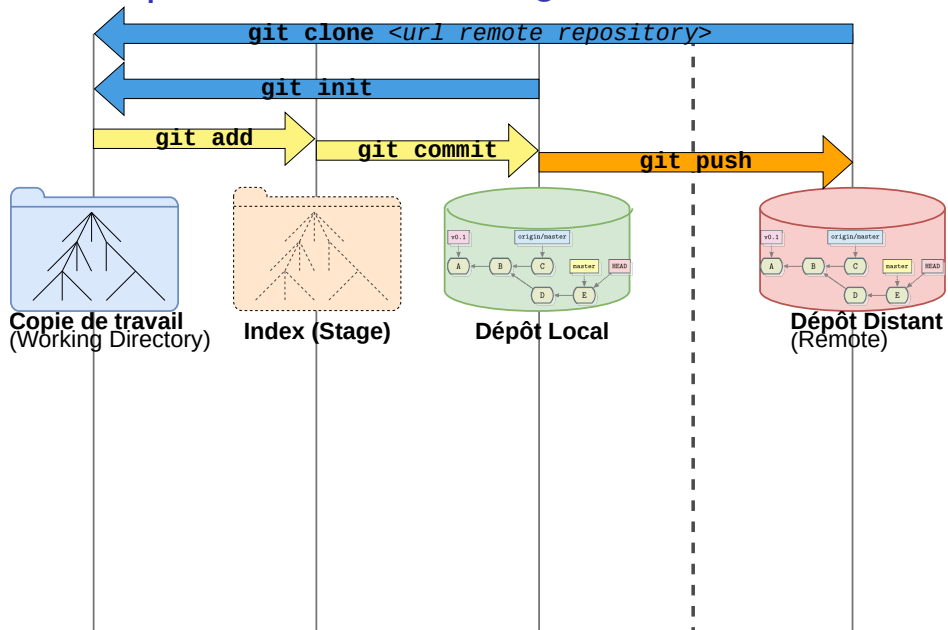 git clone <url remote repository>
git init
git add
git commit
git push
v0.1
origin/master
A
B
C
master
HEAD
D
E
v0.1
origin/master
A
B
C
master
HEAD
D
E
Copie de travail
(Working Directory)
Index (Stage)
Dépôt Local
Dépôt Distant
(Remote)